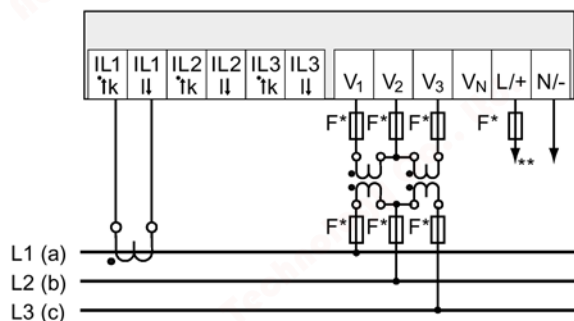 IL1 IL1 IL2 IL2 IL3 IL3 V1 V2 V3 VN L/+ N/-
k l k l k l
F* F* F* F*
**
F* F* F*
L1 (a)
L2 (b)
L3 (c)